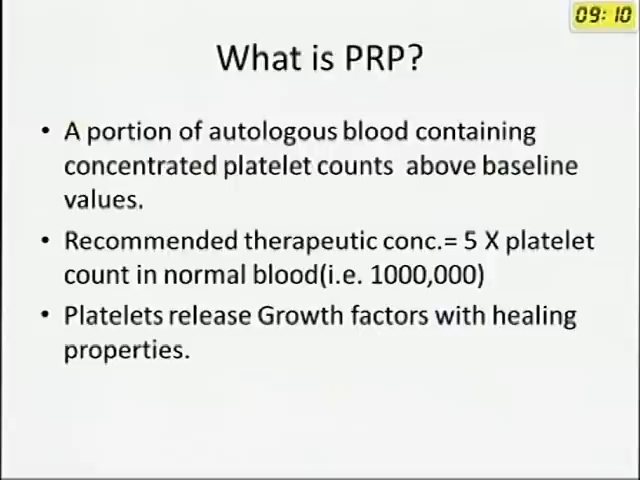 09: 10
What is PRP?
• A portion of autologous blood containing
concentrated platelet counts above baseline
values.
• Recommended therapeutic conc.= 5 X platelet
count in normal blood(i.e. 1000,000)
• Platelets release Growth factors with healing
properties.